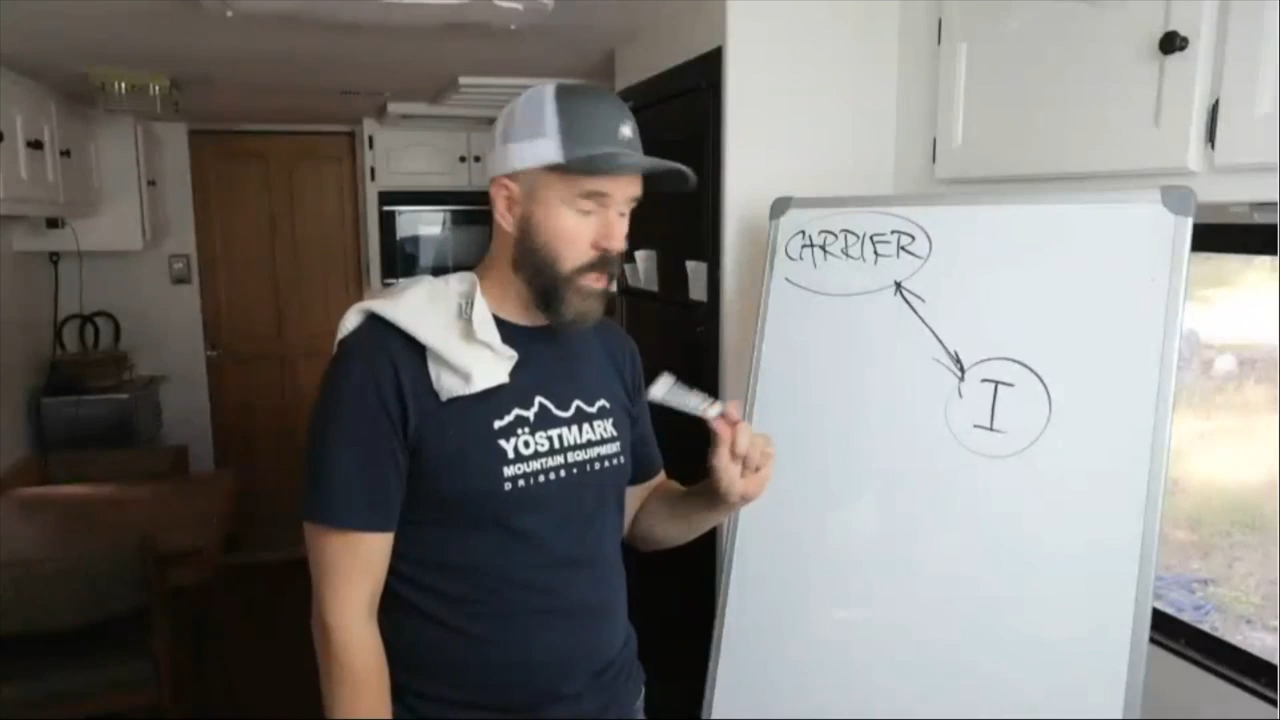 YÖSTMARK
MOUNTAIN EQUIPMENT
DRIGGS • IDAHO
CARRIER
I